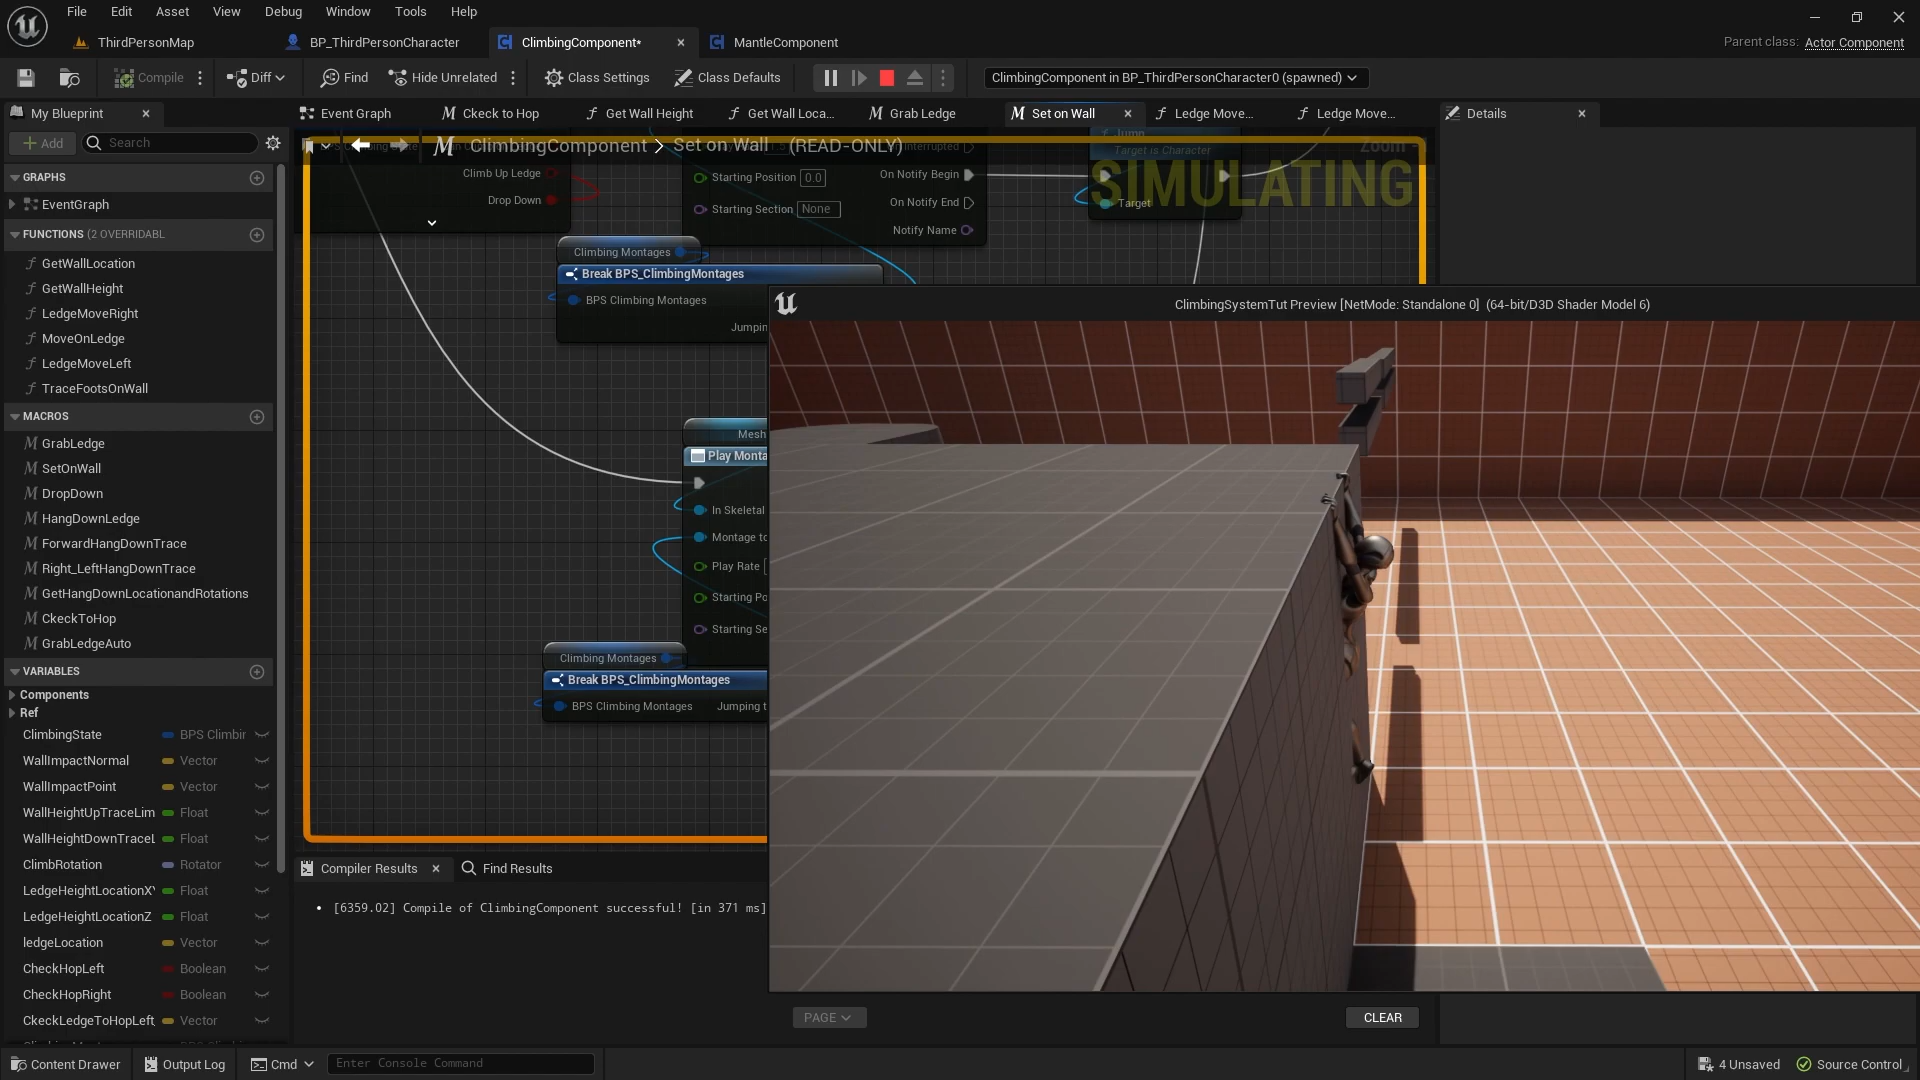 File Edit Asset View Debug Window Tools Help
ThirdPersonMap BP_ThirdPersonCharacter ClimbingComponent* MantleComponent
Parent class: Actor Component
Compile Diff Find Hide Unrelated Class Settings Class Defaults ClimbingComponent in BP_ThirdPersonCharacter0 (spawned)
My Blueprint
Event Graph Ckeck to Hop Get Wall Height Get Wall Loca... Grab Ledge Set on Wall Ledge Move... Ledge Move...
Details
Add Search
ClimbingComponent > Set on Wall (READ-ONLY)
Zoom
SIMULATING
Climb Up Ledge
Drop Down
Starting Position 0.0
Starting Section None
Interrupted
On Notify Begin
On Notify End
Notify Name
Jump
Target is Character
Target
Climbing Montages
Break BPS_ClimbingMontages
BPS Climbing Montages
Jumpin
Mesh
Play Monta
In Skeletal
Montage to
Play Rate
Starting Po
Starting Se
Climbing Montages
Break BPS_ClimbingMontages
BPS Climbing Montages Jumping t
GRAPHS
EventGraph
FUNCTIONS (2 OVERRIDABL
GetWallLocation
GetWallHeight
LedgeMoveRight
MoveOnLedge
LedgeMoveLeft
TraceFootsOnWall
MACROS
GrabLedge
SetOnWall
DropDown
HangDownLedge
ForwardHangDownTrace
Right_LeftHangDownTrace
GetHangDownLocationandRotations
CkeckToHop
GrabLedgeAuto
VARIABLES
Components
Ref
ClimbingState BPS Climbir
WallImpactNormal Vector
WallImpactPoint Vector
WallHeightUpTraceLim Float
WallHeightDownTraceL Float
ClimbRotation Rotator
LedgeHeightLocationXY Float
LedgeHeightLocationZ Float
ledgeLocation Vector
CheckHopLeft Boolean
CheckHopRight Boolean
CkeckLedgeToHopLeft Vector
ClimbingSystemTut Preview [NetMode: Standalone 0] (64-bit/D3D Shader Model 6)
Compiler Results Find Results
[6359.02] Compile of ClimbingComponent successful! [in 371 ms]
PAGE CLEAR
Content Drawer Output Log Cmd Enter Console Command 4 Unsaved Source Control